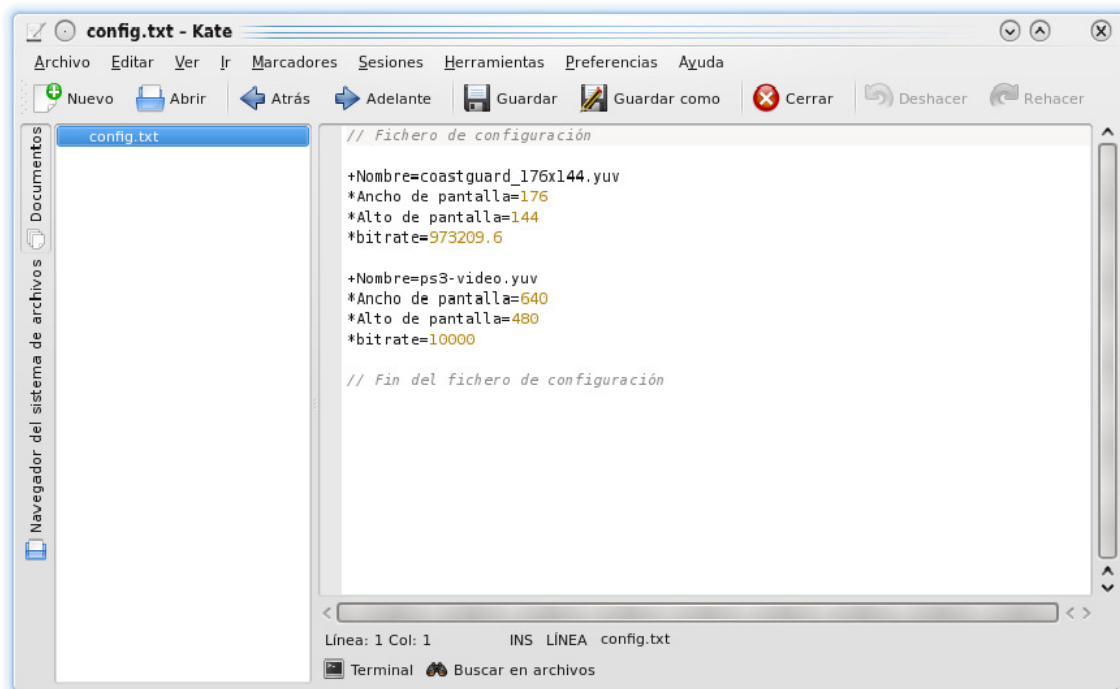 config.txt - Kate
Archivo Editar Ver Ir Marcadores Sesiones Herramientas Preferencias Ayuda
Nuevo Abrir Atrás Adelante Guardar Guardar como Cerrar Deshacer Rehacer
Documentos
Navegador del sistema de archivos
config.txt
// Fichero de configuración
+Nombre=coastguard_176x144.yuv
*Ancho de pantalla=176
*Alto de pantalla=144
*bitrate=973209.6
+Nombre=ps3-video.yuv
*Ancho de pantalla=640
*Alto de pantalla=480
*bitrate=10000
// Fin del fichero de configuración
Línea: 1 Col: 1 INS LÍNEA config.txt
Terminal Buscar en archivos